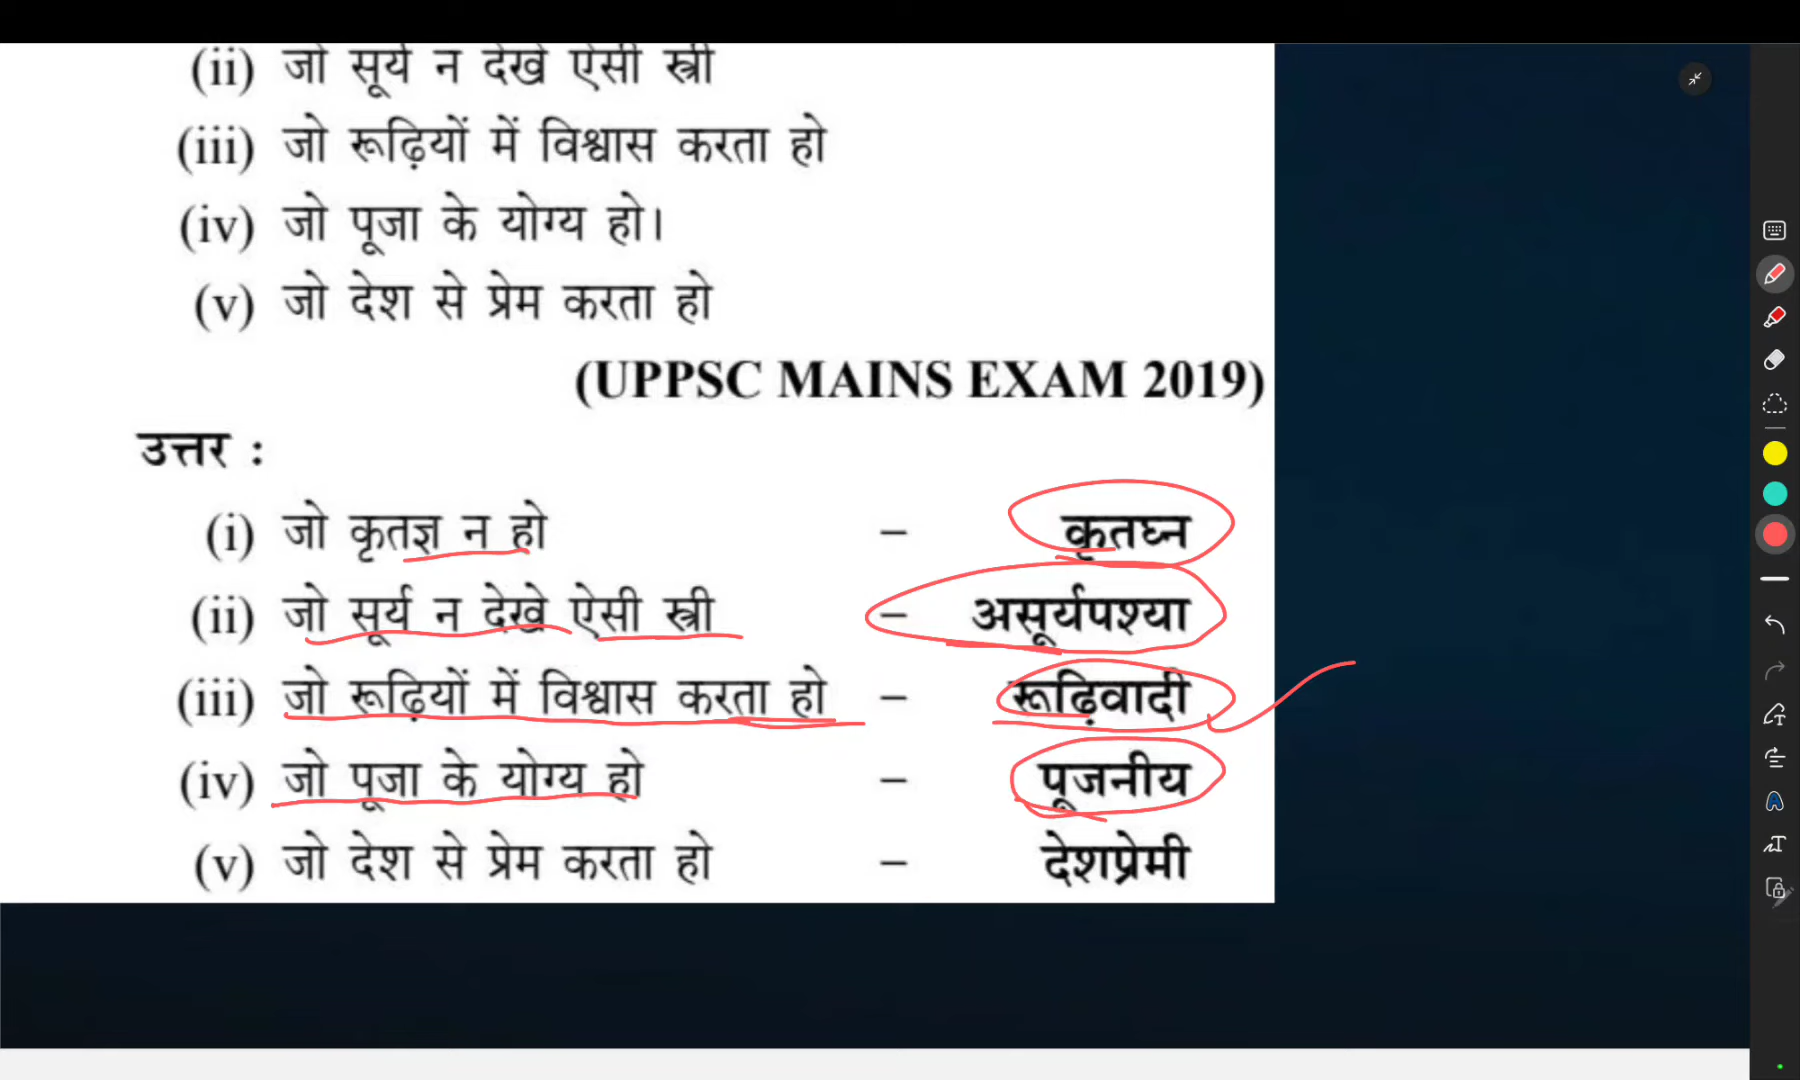 (ii) जो सूर्य न देखे ऐसी स्त्री
(iii) जो रूढ़ियों में विश्वास करता हो
(iv) जो पूजा के योग्य हो।
(v) जो देश से प्रेम करता हो
(UPPSC MAINS EXAM 2019)
उत्तर :
(i) जो कृतज्ञ न हो – कृतघ्न
(ii) जो सूर्य न देखे ऐसी स्त्री – असूर्यपश्या
(iii) जो रूढ़ियों में विश्वास करता हो – रूढ़िवादी
(iv) जो पूजा के योग्य हो – पूजनीय
(v) जो देश से प्रेम करता हो – देशप्रेमी